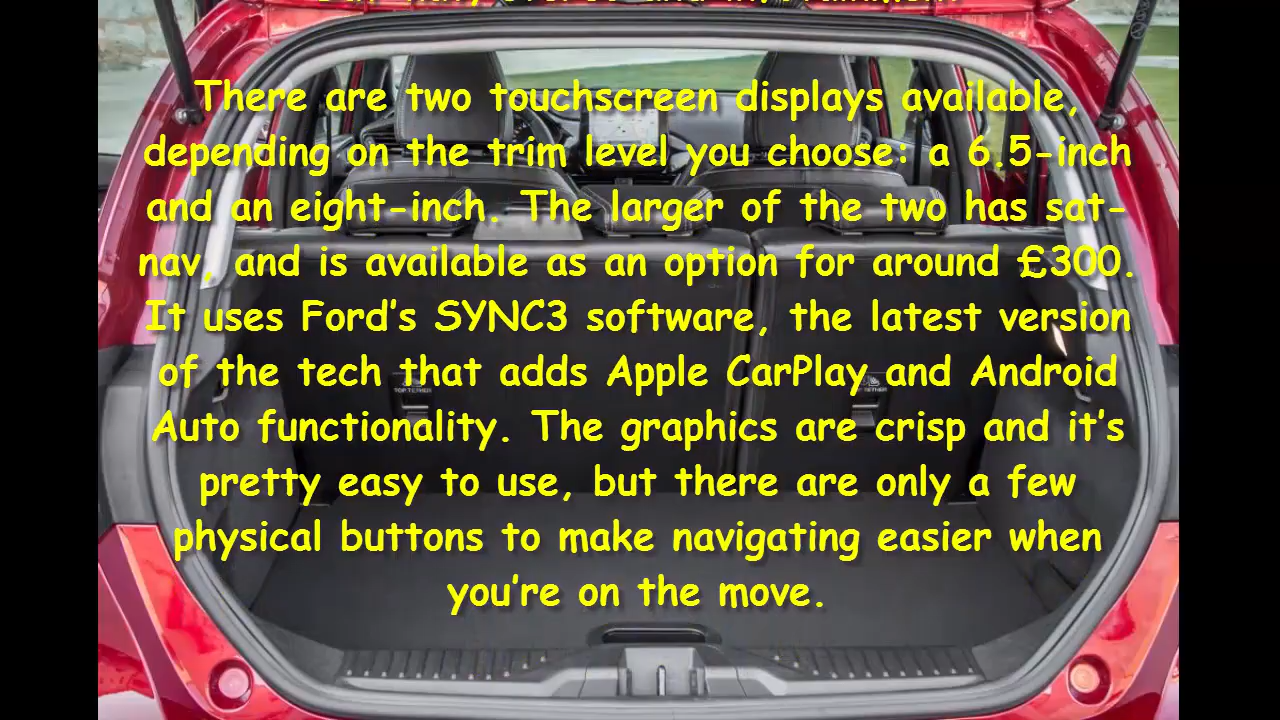 There are two touchscreen displays available,
depending on the trim level you choose: a 6.5-inch
and an eight-inch. The larger of the two has sat-
nav, and is available as an option for around £300.
It uses Ford's SYNC3 software, the latest version
of the tech that adds Apple CarPlay and Android
Auto functionality. The graphics are crisp and it's
pretty easy to use, but there are only a few
physical buttons to make navigating easier when
you're on the move.